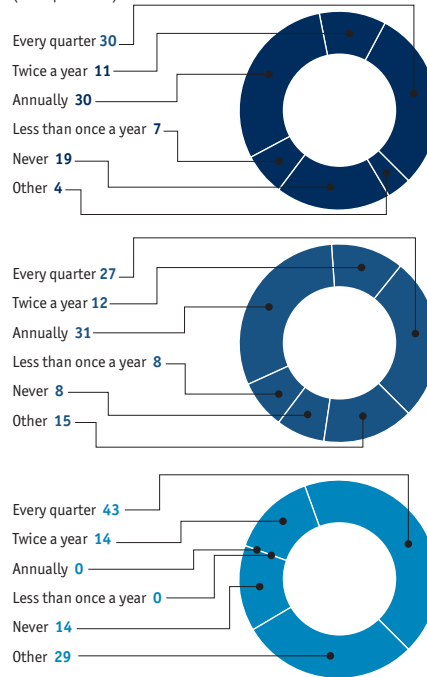 Every quarter 30
Twice a year 11
Annually 30
Less than once a year 7
Never 19
Other 4
Every quarter 27
Twice a year 12
Annually 31
Less than once a year 8
Never 8
Other 15
Every quarter 43
Twice a year 14
Annually 0
Less than once a year 0
Never 14
Other 29